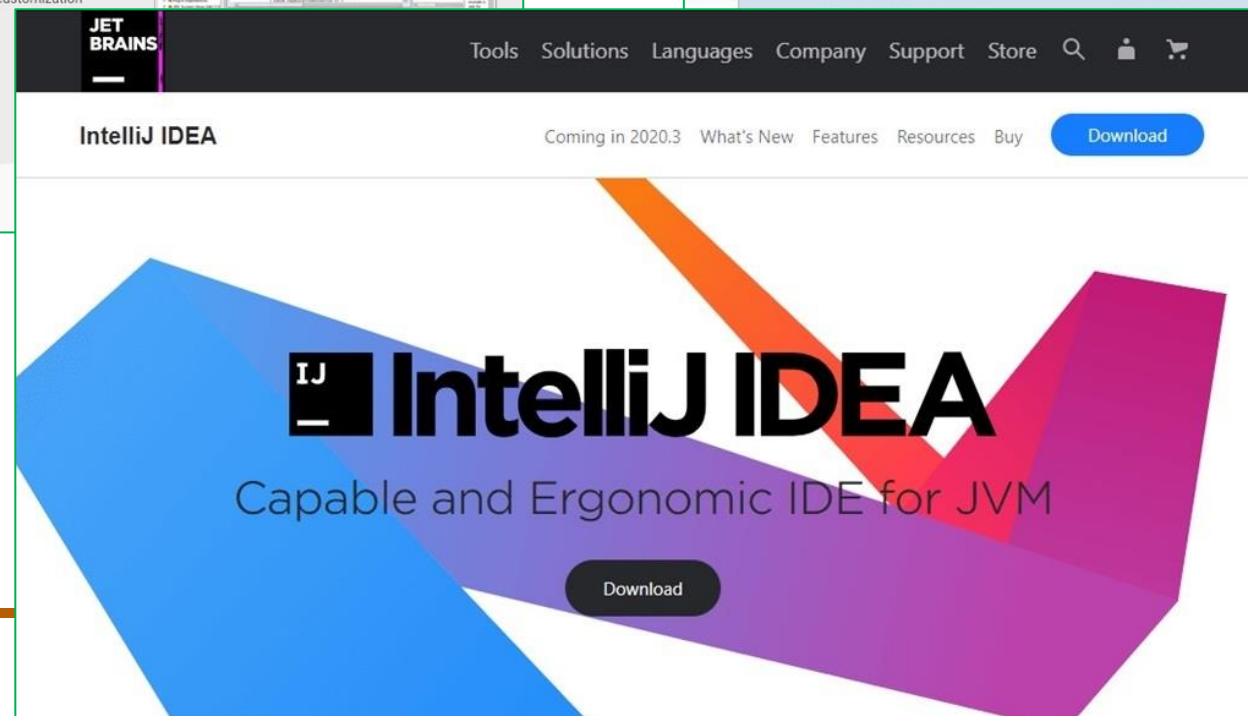 customization
JET
BRAINS
Tools Solutions Languages Company Support Store
IntelliJ IDEA
Coming in 2020.3 What's New Features Resources Buy Download
IJ
IntelliJ IDEA
Capable and Ergonomic IDE for JVM
Download